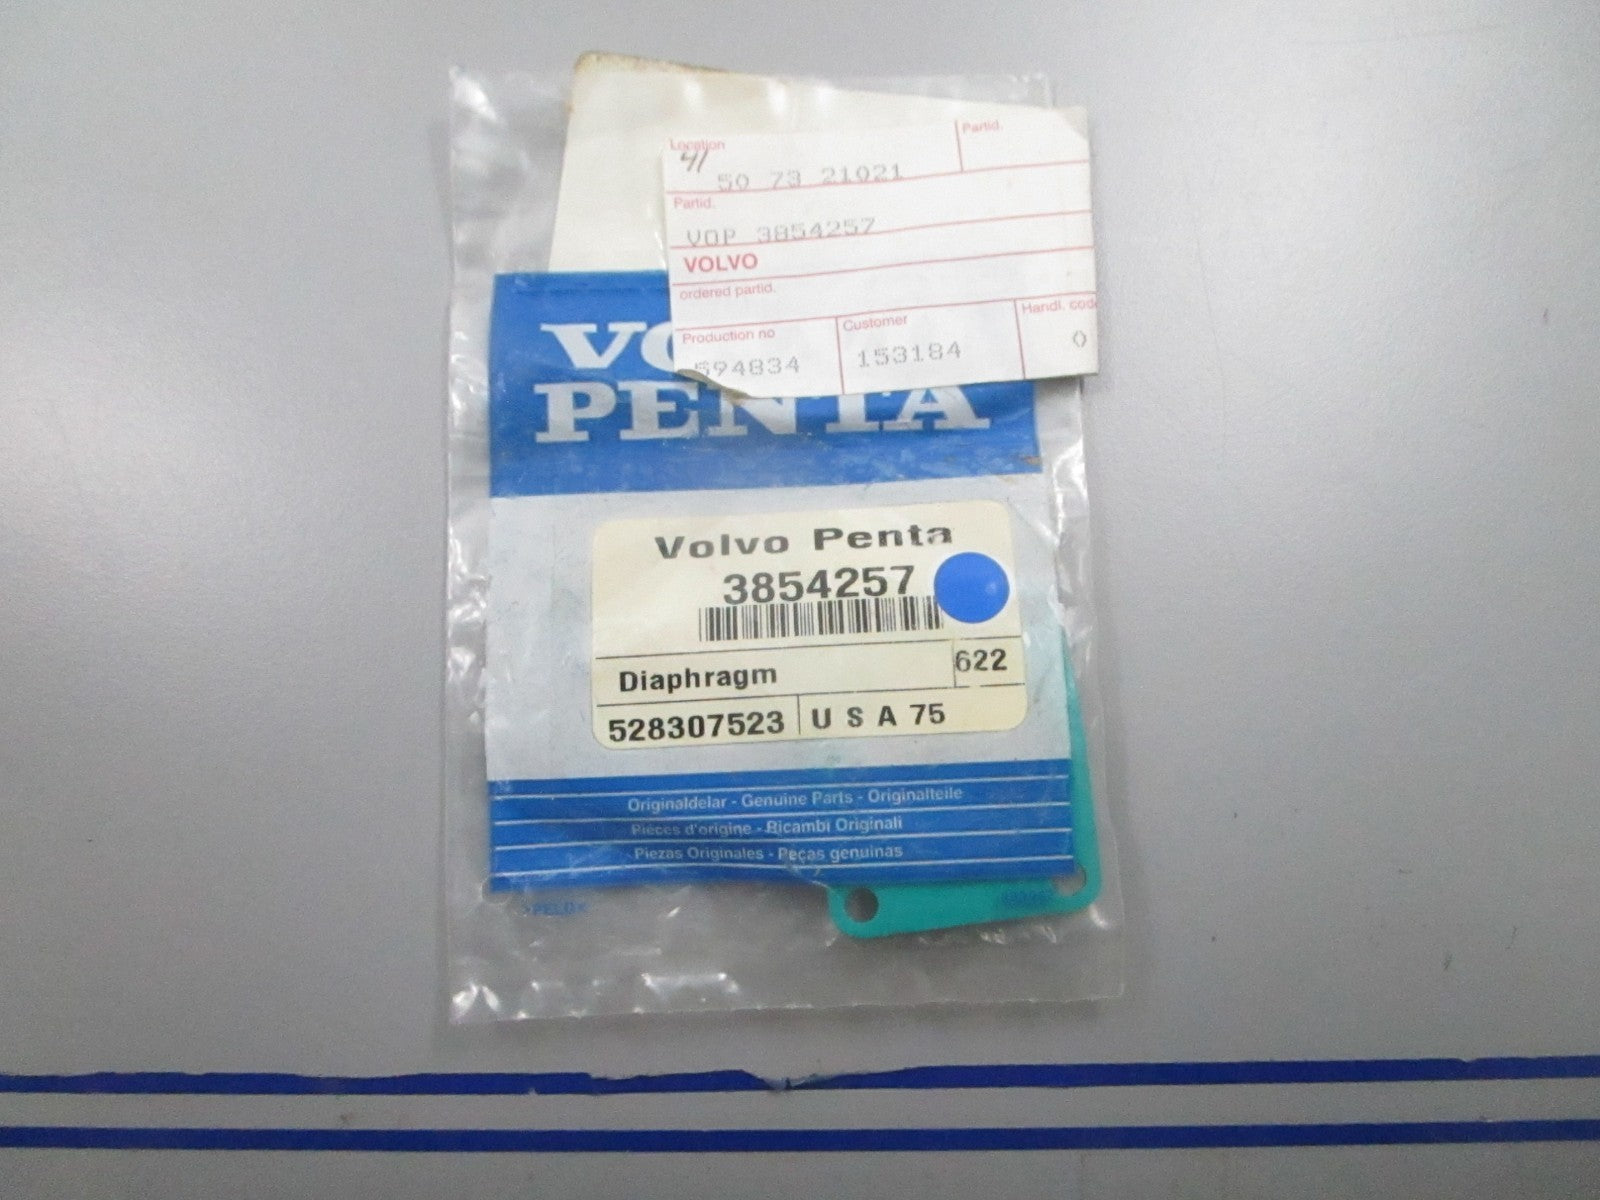 Location
Partid.
41
50 73 21021
Partid.
VOP 3854257
VOLVO
ordered partid.
Production no
Customer
Handl. code
594834
153184
0
PENTA
Volvo Penta
3854257
Diaphragm
622
528307523
U S A 75
Originaldelar - Genuine Parts - Originalteile
Pièces d'origine - Ricambi Originali
Piezas Originales - Peças genuinas